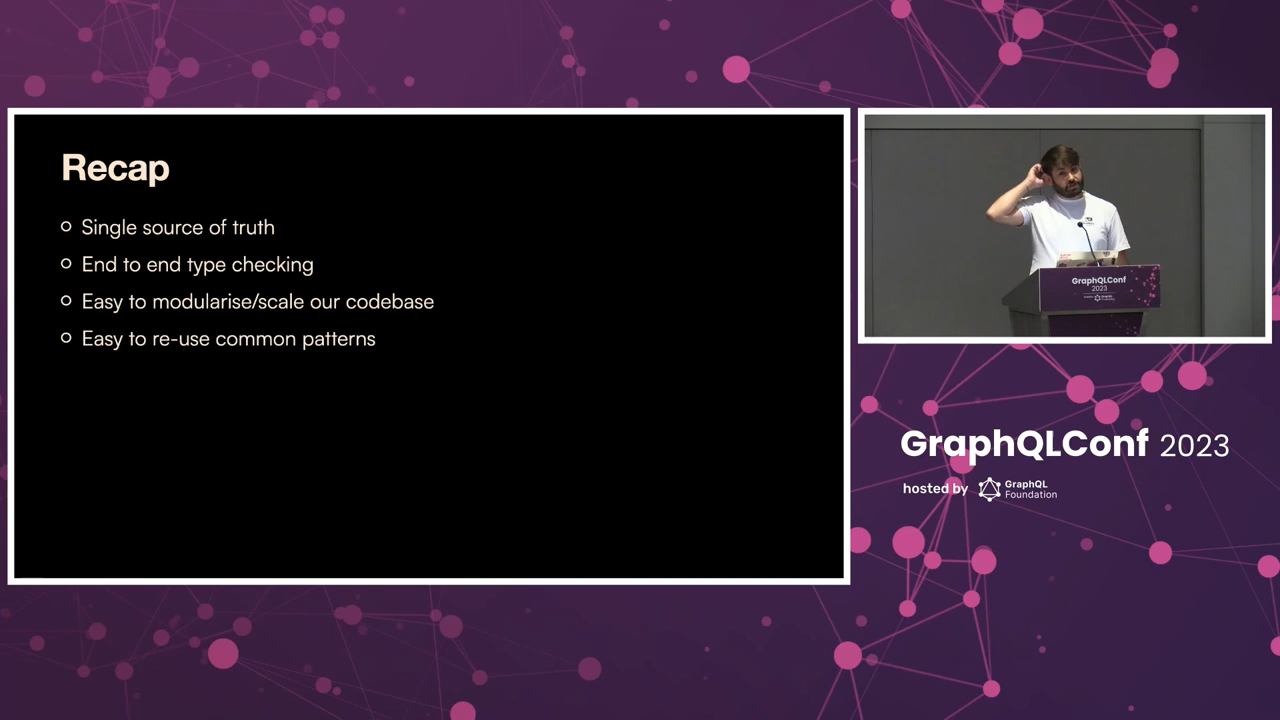 Recap
Single source of truth
End to end type checking
Easy to modularise/scale our codebase
Easy to re-use common patterns
GraphQLConf
2023
GraphQLConf 2023
hosted by GraphQL Foundation